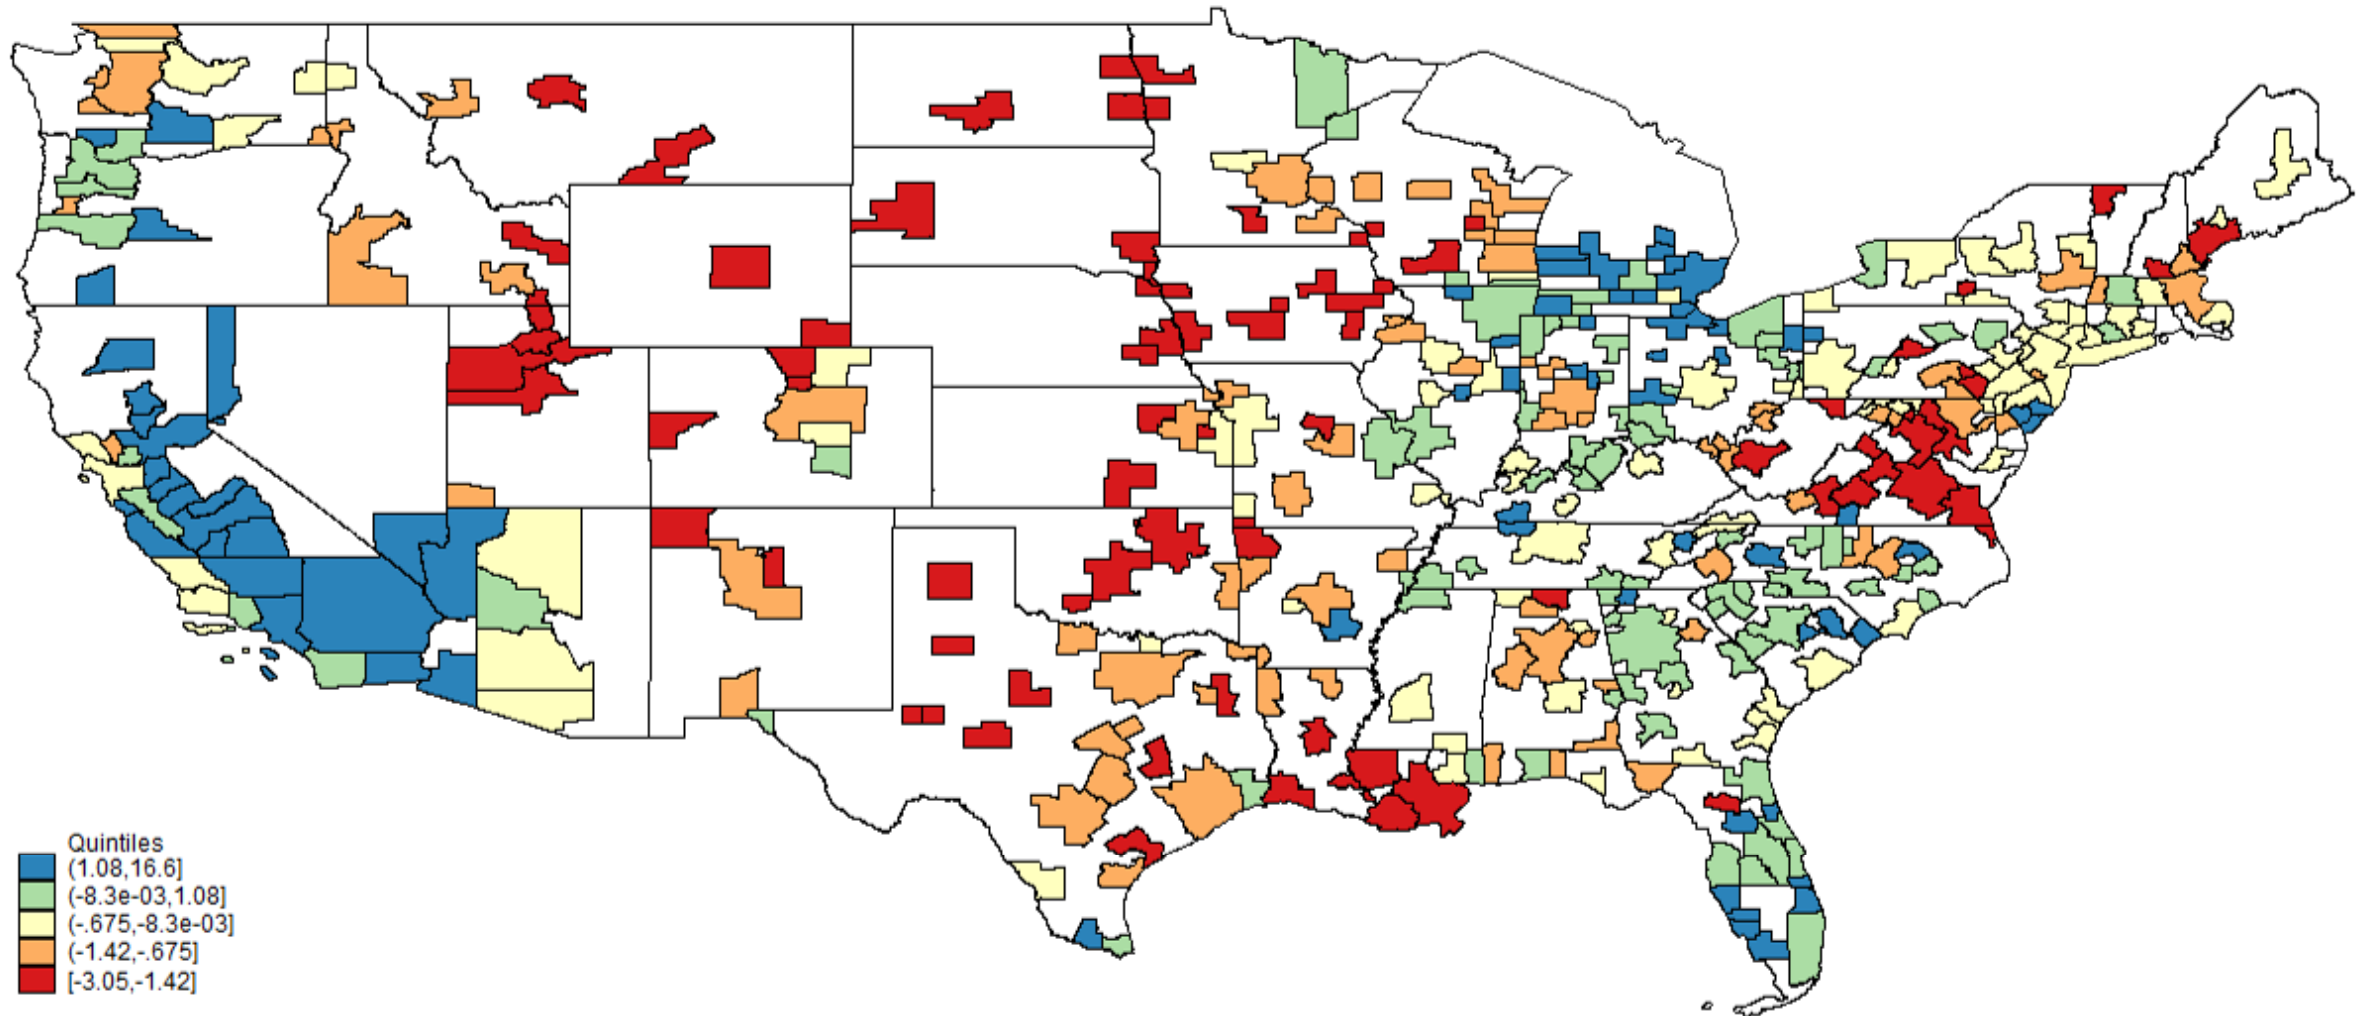 Quintiles
(1.08,16.6]
(-8.3e-03,1.08]
(-.675,-8.3e-03]
(-1.42,-.675]
[-3.05,-1.42]